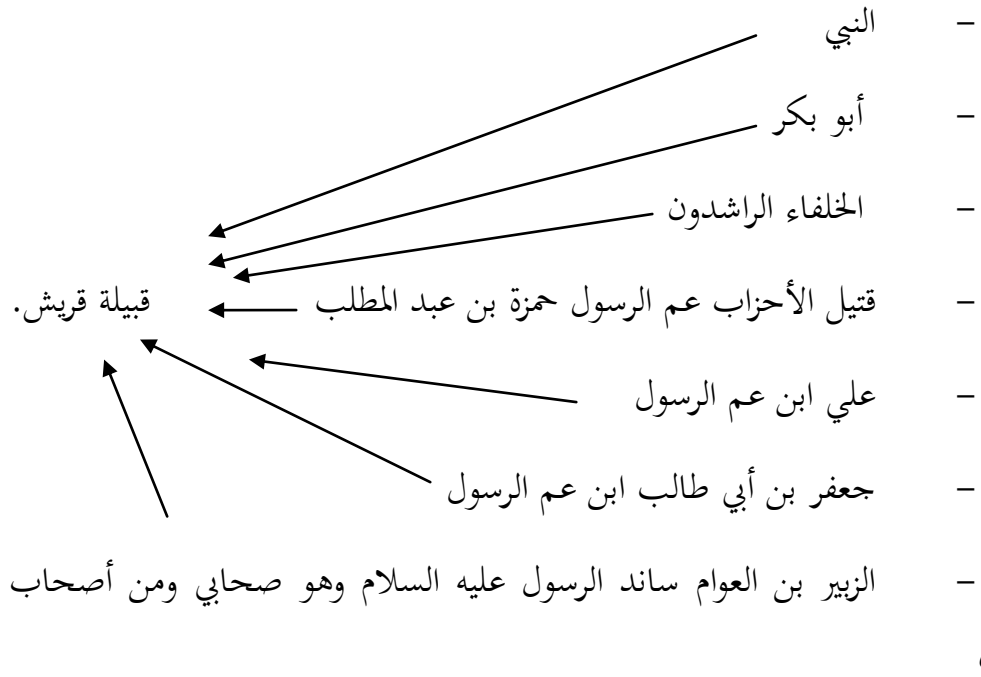 – النبي
– أبو بكر
– الخلفاء الراشدون
– قتيل الأحزاب عم الرسول حمزة بن عبد المطلب قبيلة قريش.
– علي ابن عم الرسول
– جعفر بن أبي طالب ابن عم الرسول
– الزبير بن العوام ساند الرسول عليه السلام وهو صحابي ومن أصحاب